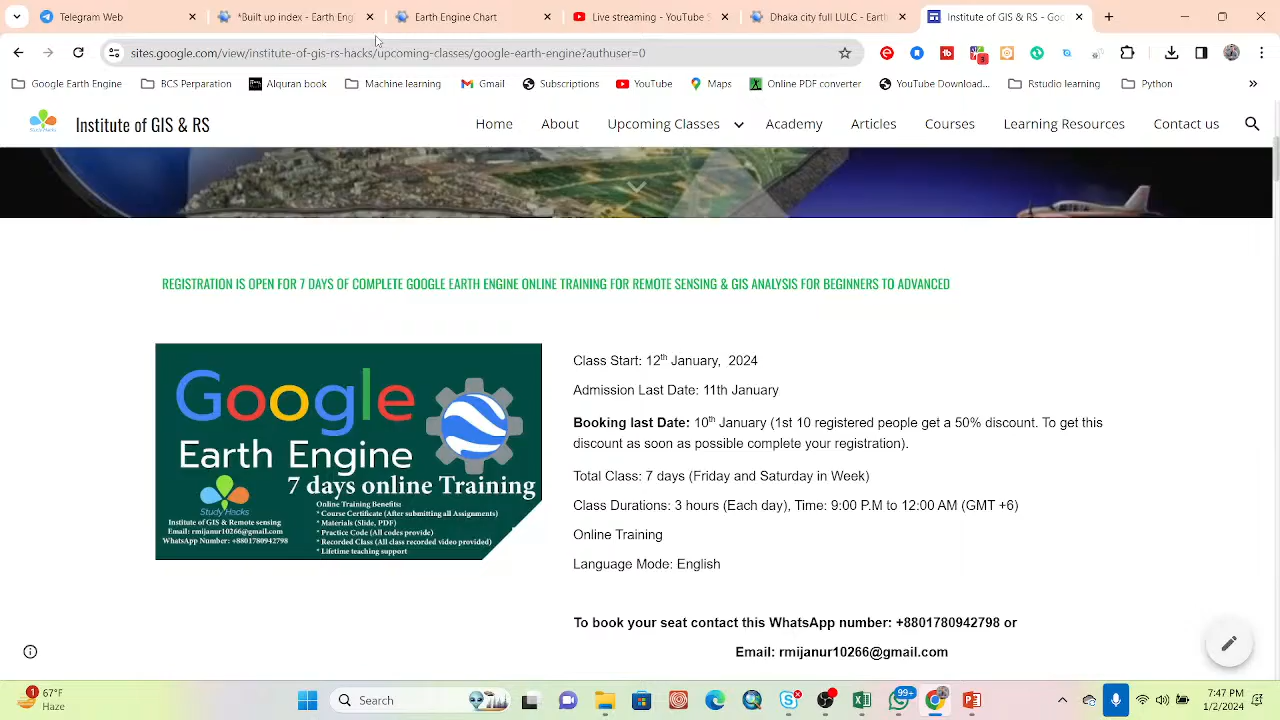 Telegram Web
*Built up urken - Earth Engin
Earth Engine Cha
Live streaming - YouTube S
Dhaka city full LULC - Earth
Institute of GIS & RS - Goo
sites.google.com/view/institute-of-gis-rs-hacks/upcoming-classes/google-earth-engine?authuser=0
Google Earth Engine
BCS Preparation
Alquran book
Machine learning
Gmail
Subscriptions
YouTube
Maps
Online PDF converter
YouTube Download...
Rstudio learning
Python
Institute of GIS & RS
Home
About
Upcoming Classes
Academy
Articles
Courses
Learning Resources
Contact us
REGISTRATION IS OPEN FOR 7 DAYS OF COMPLETE GOOGLE EARTH ENGINE ONLINE TRAINING FOR REMOTE SENSING & GIS ANALYSIS FOR BEGINNERS TO ADVANCED
Google
Earth Engine
7 days online Training
Study Hacks
Institute of GIS & Remote sensing
Email: rmijanur10266@gmail.com
WhatsApp Number: +8801780942798
Online Training Benefits:
* Course Certificate (After submitting all Assignments)
* Materials (Slide, PDF)
* Practice Code (All codes provide)
* Recorded Class (All class recorded video provided)
* Lifetime teaching support
Class Start: 12th January, 2024
Admission Last Date: 11th January
Booking last Date: 10th January (1st 10 registered people get a 50% discount. To get this
discount as soon as possible complete your registration).
Total Class: 7 days (Friday and Saturday in Week)
Class Durations: 3 hours (Each day), time: 9:00 P.M to 12:00 AM (GMT +6)
Online Training
Language Mode: English
To book your seat contact this WhatsApp number: +8801780942798 or
Email: rmijanur10266@gmail.com
67°F
Haze
Search
99+
7:47 PM
1/2/2024